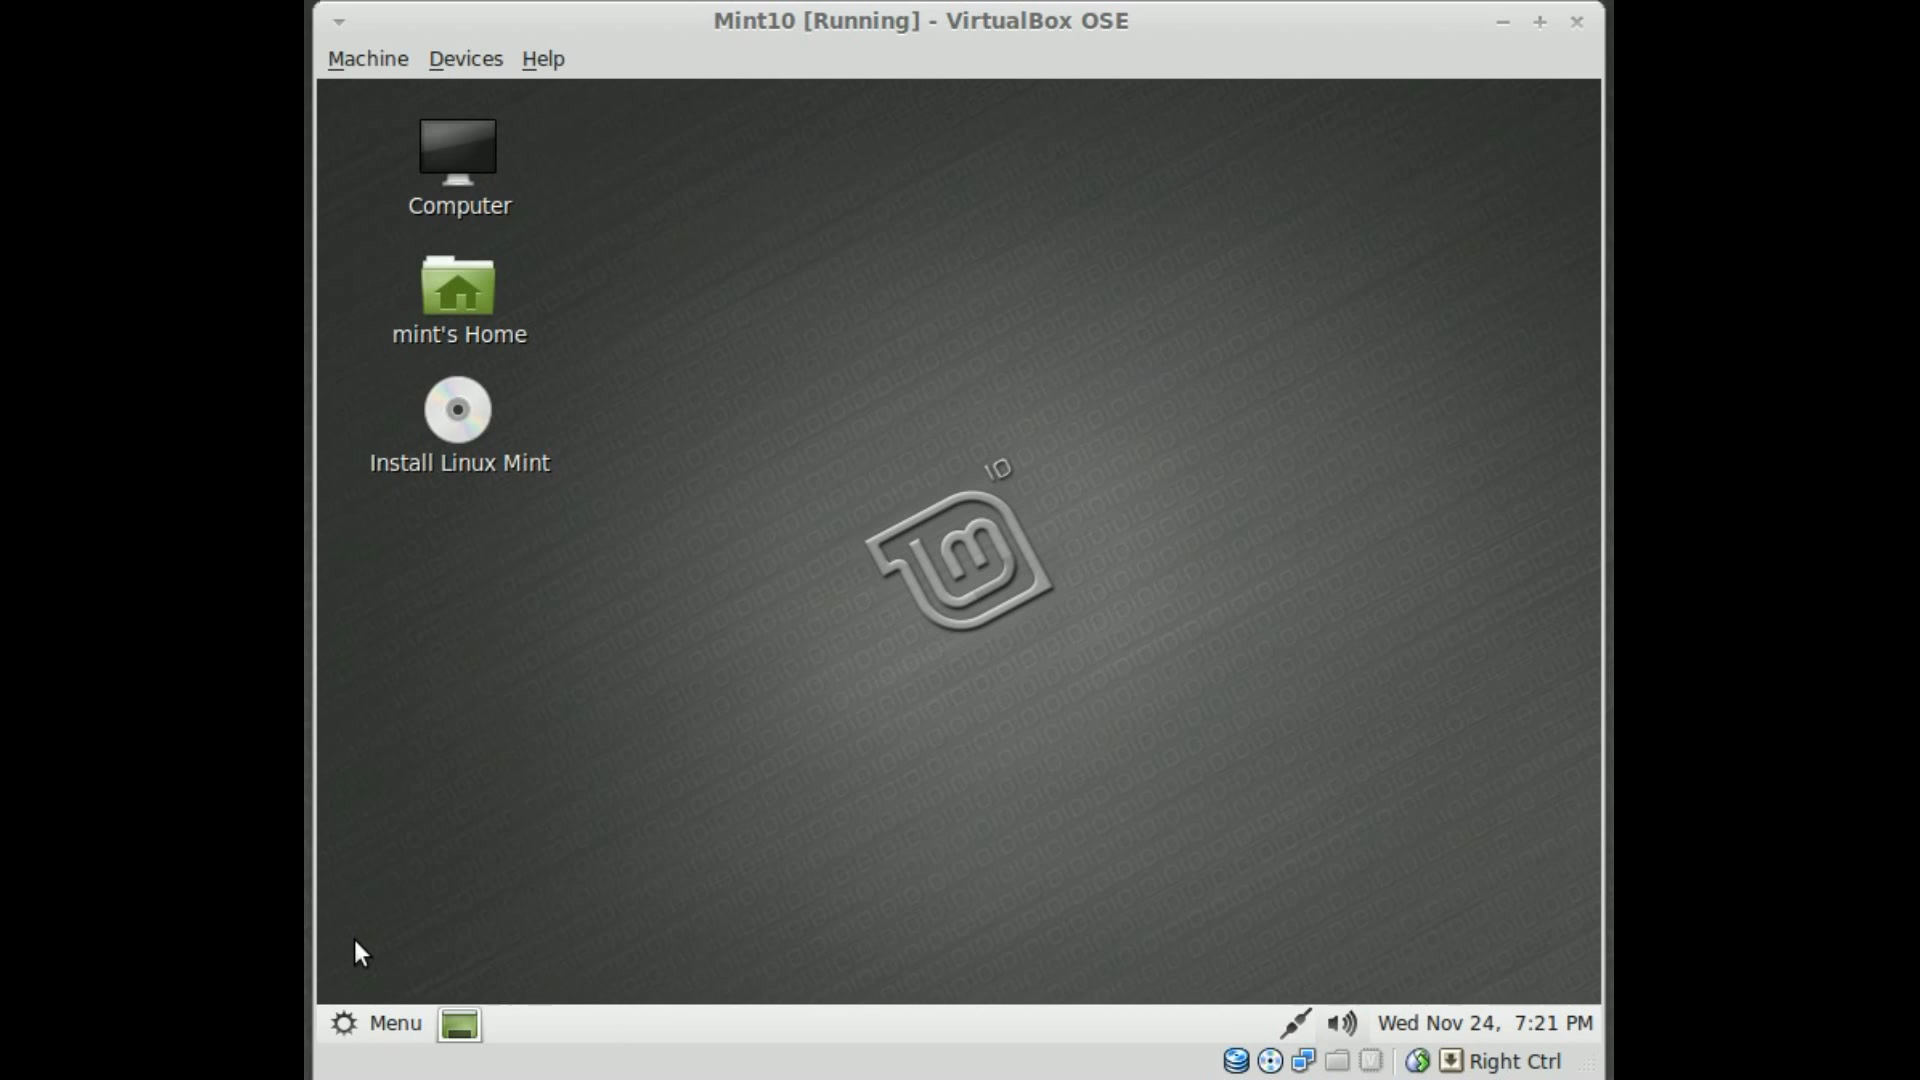 Mint10 [Running] - VirtualBox OSE
Machine Devices Help
Computer
mint's Home
Install Linux Mint
10
Menu
Wed Nov 24, 7:21 PM
Right Ctrl